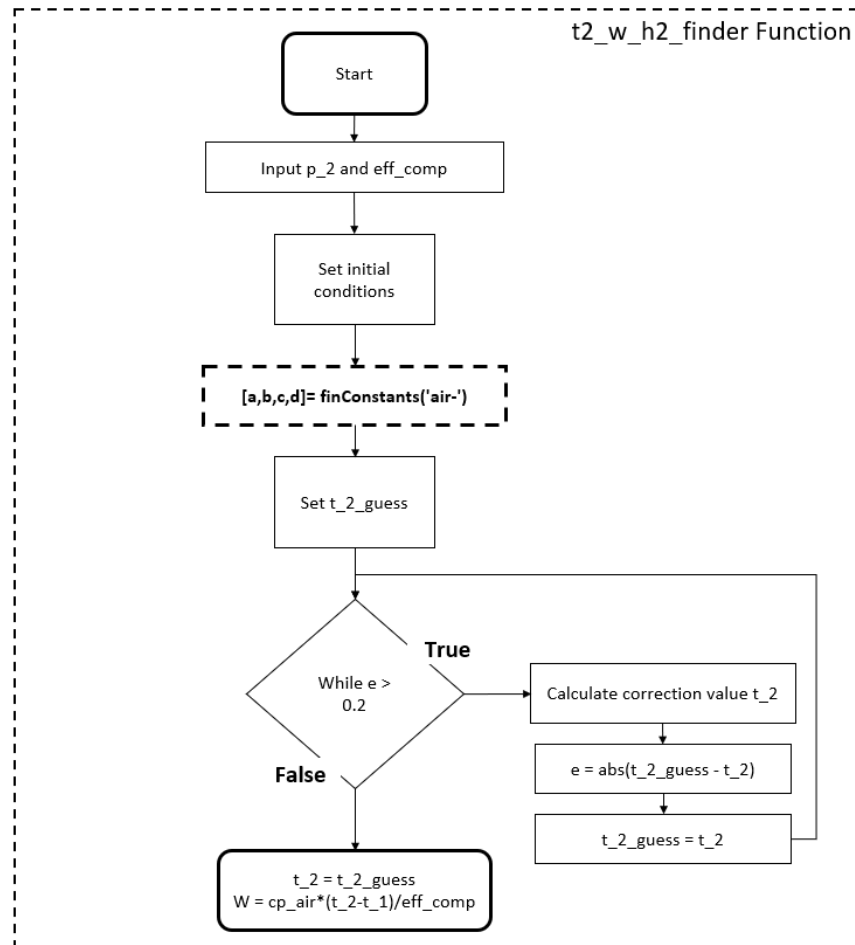 t2_w_h2_finder Function
Start
Input p_2 and eff_comp
Set initial
conditions
[a,b,c,d]= finConstants('air-')
Set t_2_guess
True
While e >
0.2
Calculate correction value t_2
False
e = abs(t_2_guess - t_2)
t_2_guess = t_2
t_2 = t_2_guess
W = cp_air*(t_2-t_1)/eff_comp